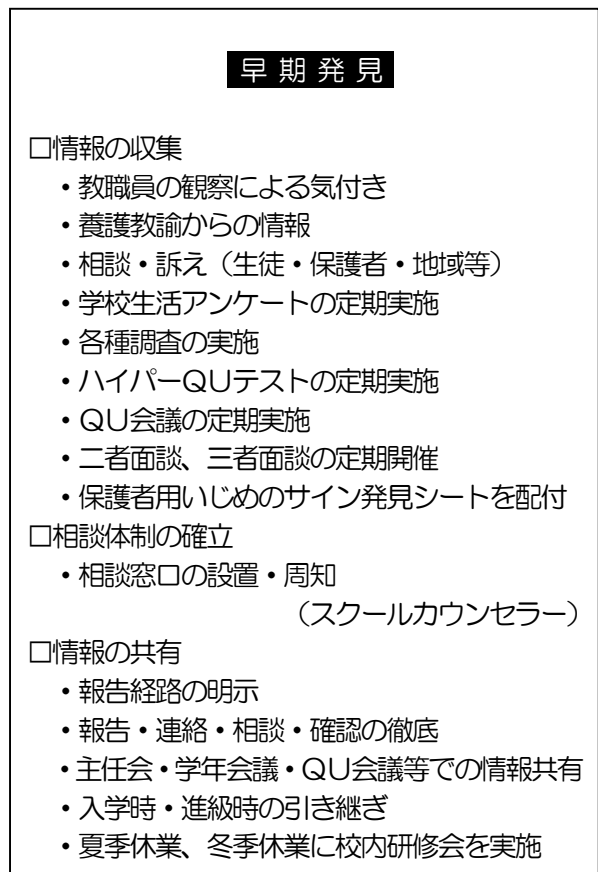 早期発見
□情報の収集
・教職員の観察による気付き
・養護教諭からの情報
・相談・訴え（生徒・保護者・地域等）
・学校生活アンケートの定期実施
・各種調査の実施
・ハイパーＱＵテストの定期実施
・ＱＵ会議の定期実施
・二者面談、三者面談の定期開催
・保護者用いじめのサイン発見シートを配付
□相談体制の確立
・相談窓口の設置・周知
（スクールカウンセラー）
□情報の共有
・報告経路の明示
・報告・連絡・相談・確認の徹底
・主任会・学年会議・ＱＵ会議等での情報共有
・入学時・進級時の引き継ぎ
・夏季休業、冬季休業に校内研修会を実施